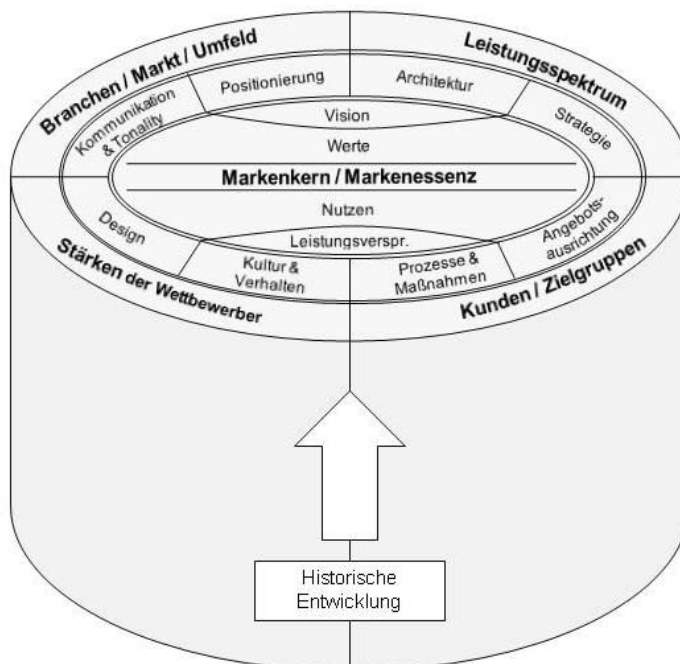 Branchen / Markt / Umfeld
Leistungsspektrum
Kommunikation
& Tonality
Positionierung
Architektur
Strategie
Vision
Werte
Markenkern / Markenessenz
Nutzen
Leistungsverspr.
Design
Kultur &
Verhalten
Prozesse &
Maßnahmen
Angebots-
ausrichtung
Stärken der Wettbewerber
Kunden / Zielgruppen
Historische
Entwicklung